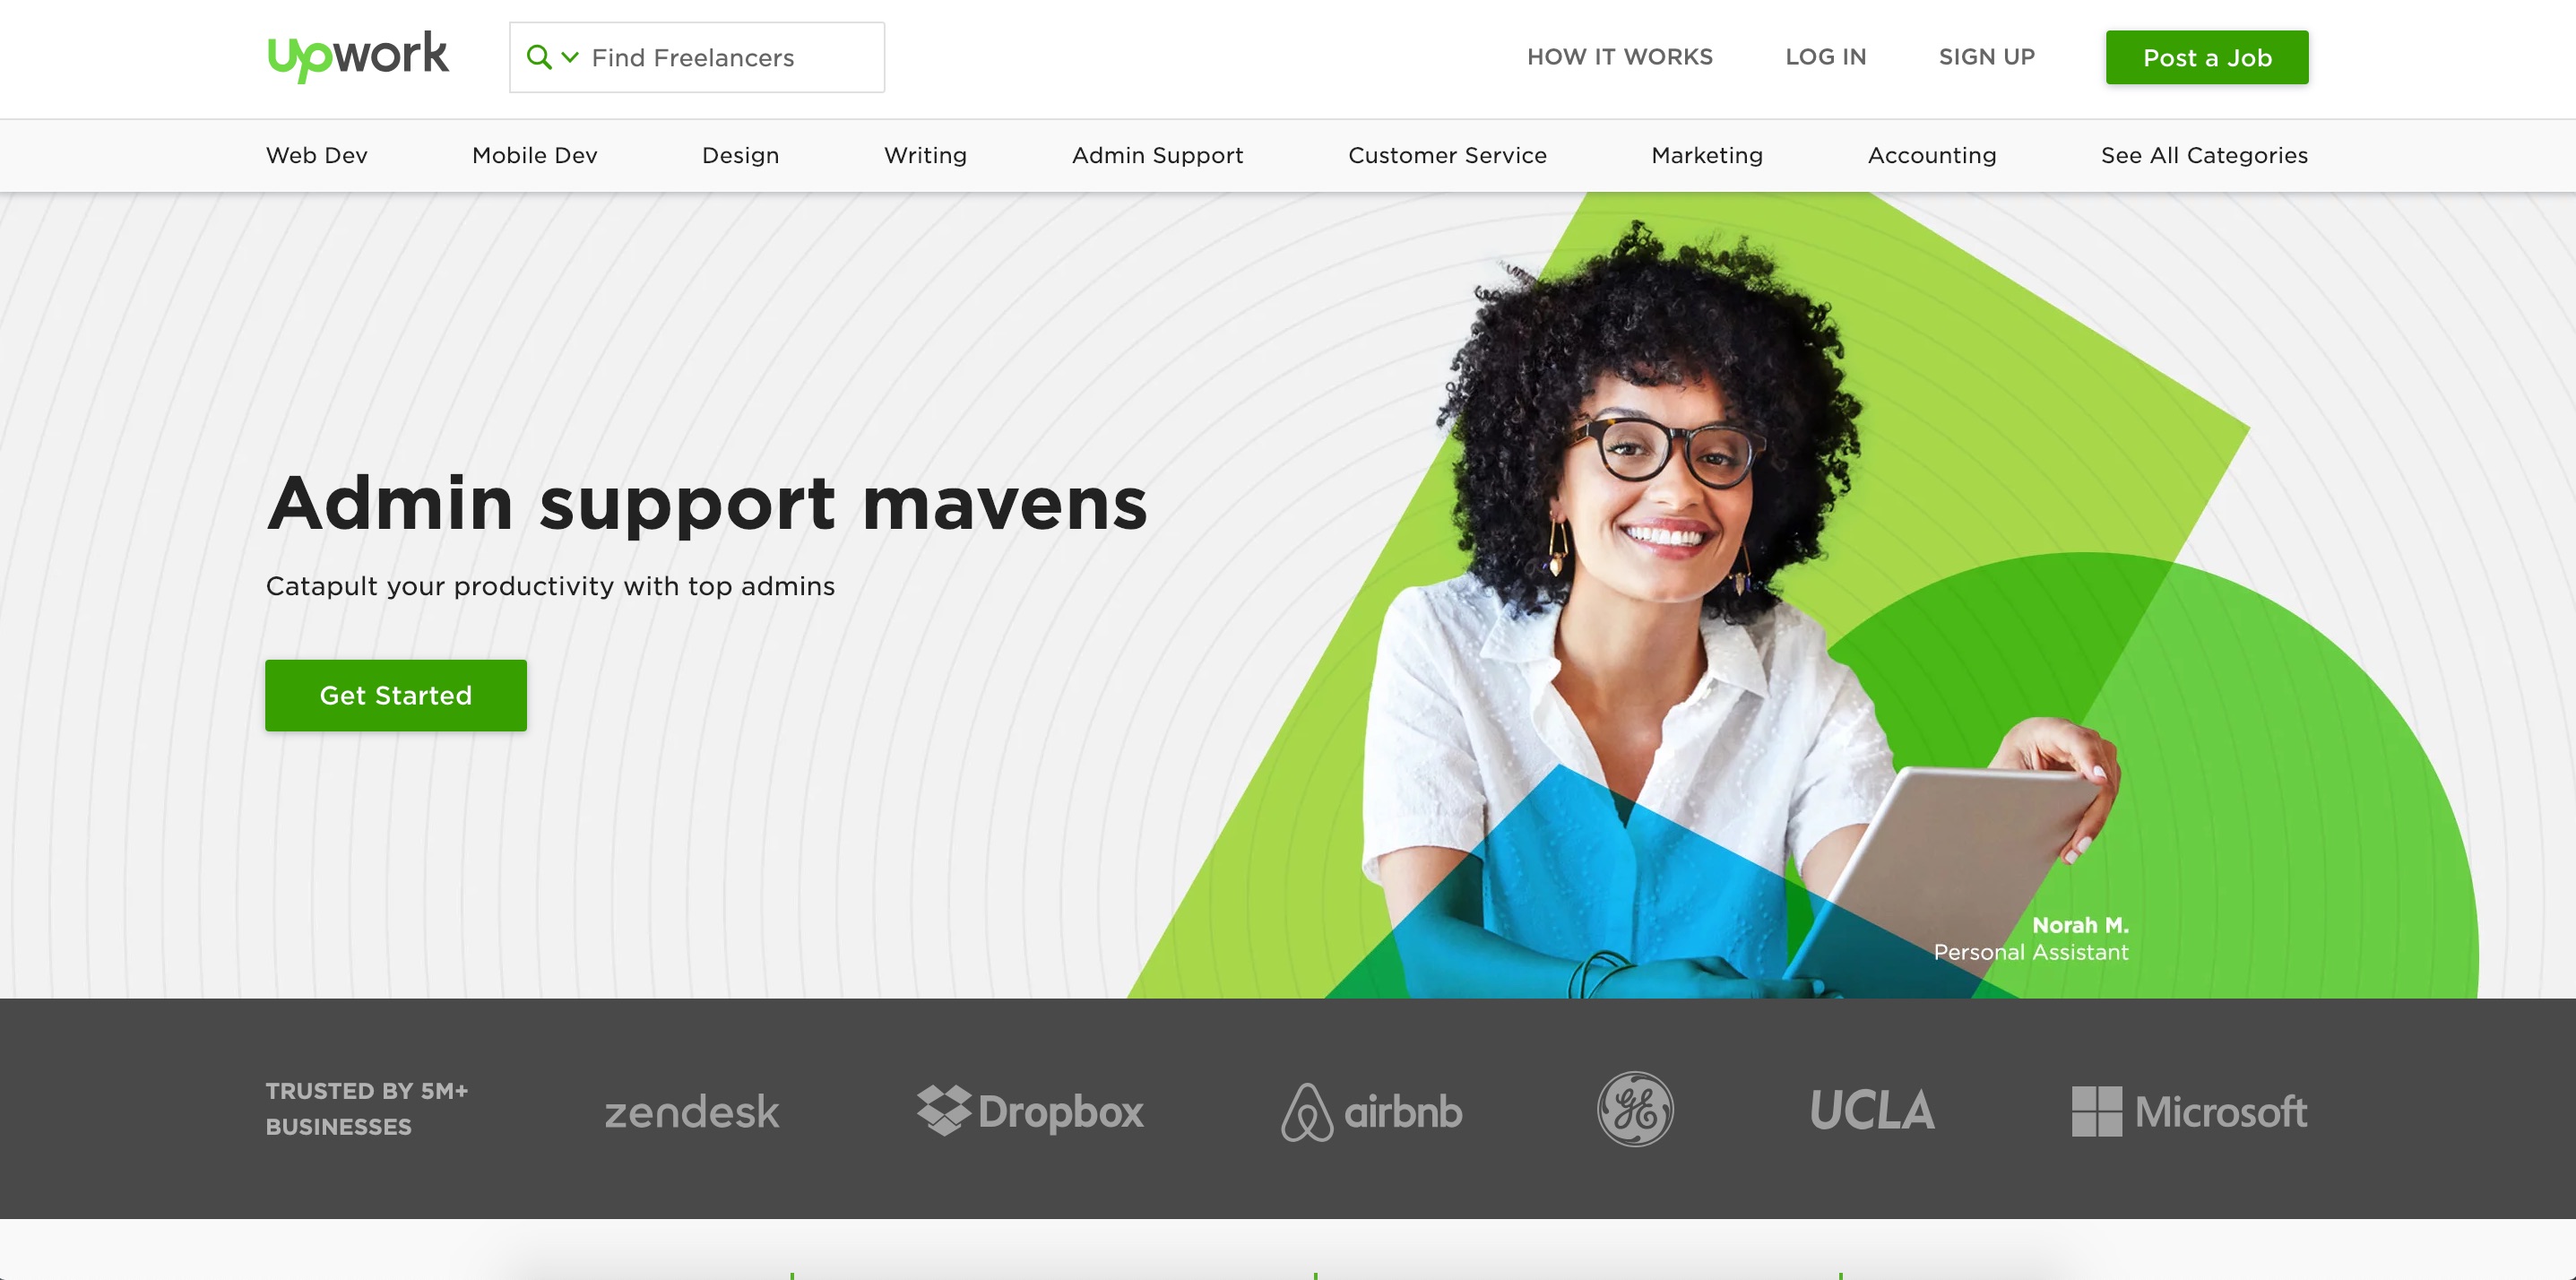 upwork
Find Freelancers
HOW IT WORKS
LOG IN
SIGN UP
Post a Job
Web Dev
Mobile Dev
Design
Writing
Admin Support
Customer Service
Marketing
Accounting
See All Categories
Admin support mavens
Catapult your productivity with top admins
Get Started
Norah M.
Personal Assistant
TRUSTED BY 5M+
BUSINESSES
zendesk
Dropbox
airbnb
GE
UCLA
Microsoft